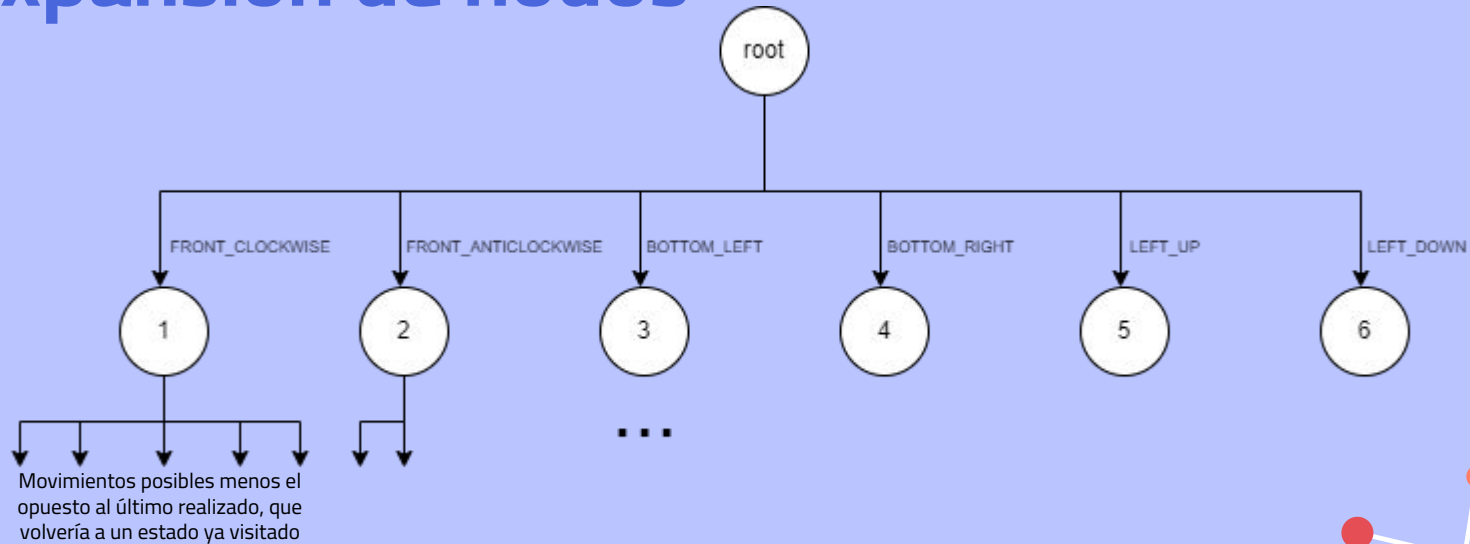 xpansión de nodos
root
FRONT_CLOCKWISE
FRONT_ANTICLOCKWISE
BOTTOM_LEFT
BOTTOM_RIGHT
LEFT_UP
LEFT_DOWN
1
2
3
4
5
6
...
Movimientos posibles menos el
opuesto al último realizado, que
volvería a un estado ya visitado